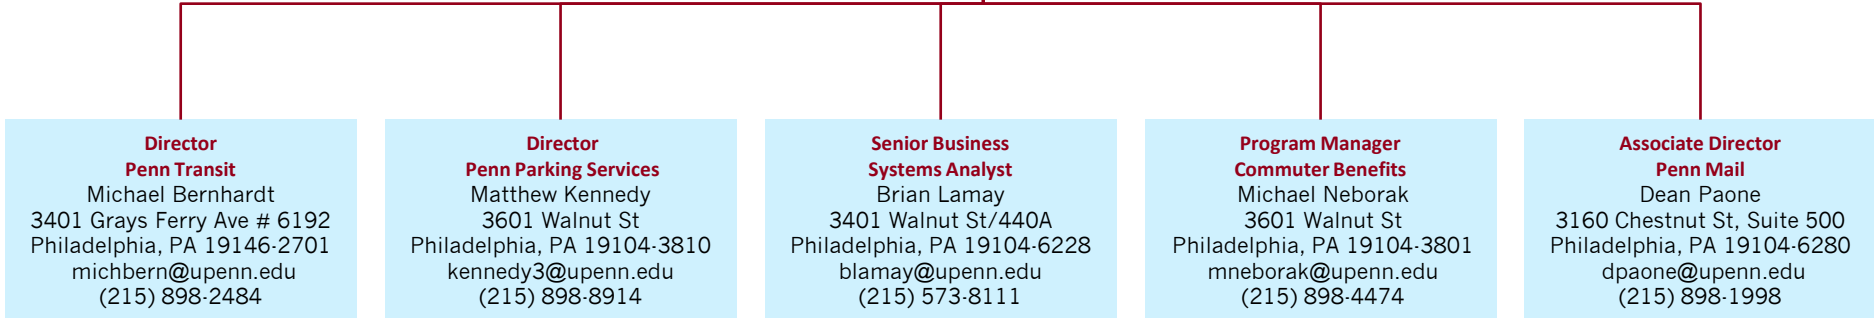 Director
Penn Transit
Michael Bernhardt
3401 Grays Ferry Ave # 6192
Philadelphia, PA 19146-2701
michbern@upenn.edu
(215) 898-2484
Director
Penn Parking Services
Matthew Kennedy
3601 Walnut St
Philadelphia, PA 19104-3810
kennedy3@upenn.edu
(215) 898-8914
Senior Business
Systems Analyst
Brian Lamay
3401 Walnut St/440A
Philadelphia, PA 19104-6228
blamay@upenn.edu
(215) 573-8111
Program Manager
Commuter Benefits
Michael Neborak
3601 Walnut St
Philadelphia, PA 19104-3801
mneborak@upenn.edu
(215) 898-4474
Associate Director
Penn Mail
Dean Paone
3160 Chestnut St, Suite 500
Philadelphia, PA 19104-6280
dpaone@upenn.edu
(215) 898-1998